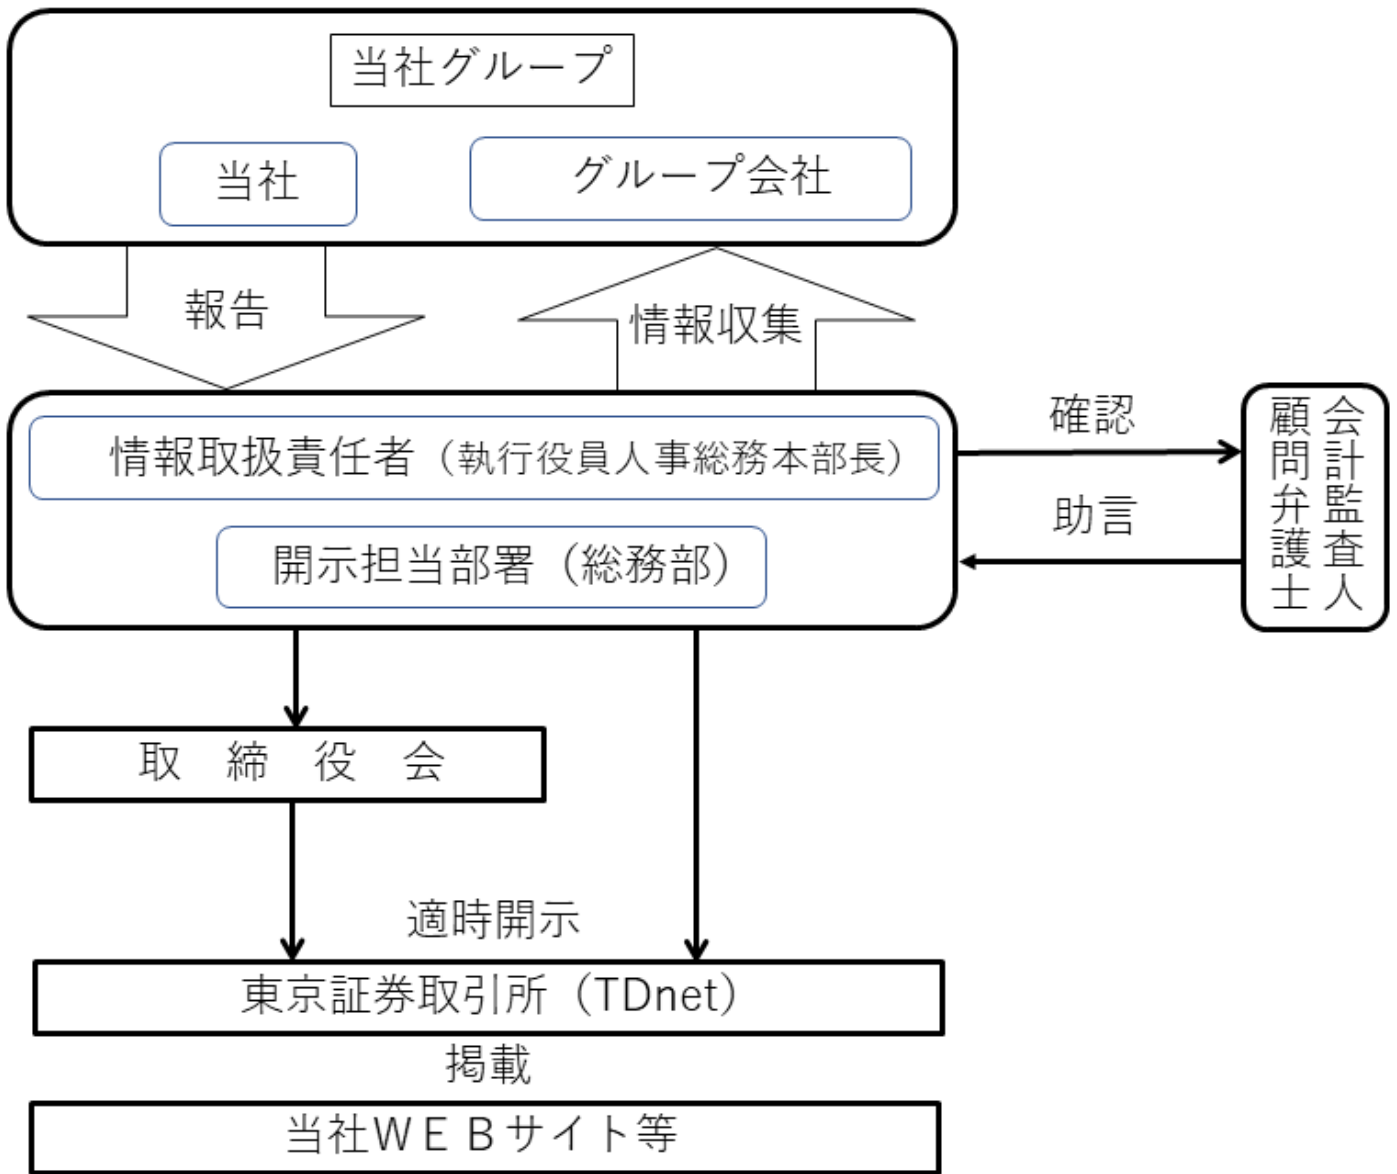 当社グループ
当社
グループ会社
報告
情報収集
情報取扱責任者（執行役員人事総務本部長）
開示担当部署（総務部）
確認
助言
会計監査人
顧問弁護士
取　締　役　会
適時開示
東京証券取引所（TDnet）
掲載
当社ＷＥＢサイト等